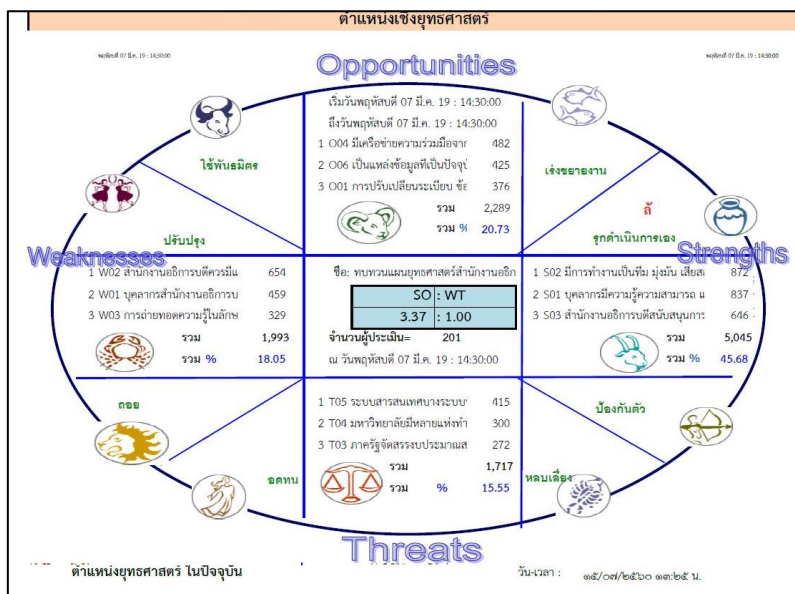 ตำแหน่งเชิงยุทธศาสตร์
พฤหัสบดี 07 มี.ค. 19 : 14:30:00
พฤหัสบดี 07 มี.ค. 19 : 14:30:00
Opportunities
เริ่มวันพฤหัสบดี 07 มี.ค. 19 : 14:30:00
ถึงวันพฤหัสบดี 07 มี.ค. 19 : 14:30:00
1 O04 มีเครือข่ายความร่วมมือจาก 482
2 O06 เป็นแหล่งข้อมูลที่เป็นปัจจุบ 425
3 O01 การปรับเปลี่ยนระเบียบ ข้อ 376
รวม 2,289
รวม % 20.73
ใช้พันธมิตร
เร่งขยายงาน
ปรับปรุง
สั
รุกดำเนินการเอง
Weaknesses
Strengths
1 W02 สำนักงานอธิการบดีควรมีแ 654
2 W01 บุคลากรสำนักงานอธิการบ 459
3 W03 การถ่ายทอดความรู้ในลักษ 329
รวม 1,993
รวม % 18.05
ชื่อ: ทบทวนแผนยุทธศาสตร์สำนักงานอธิก
SO : WT
3.37 : 1.00
จำนวนผู้ประเมิน= 201
ณ วันพฤหัสบดี 07 มี.ค. 19 : 14:30:00
1 S02 มีการทำงานเป็นทีม มุ่งมั่น เสียส 872
2 S01 บุคลากรมีความรู้ความสามารถ แ 837
3 S03 สำนักงานอธิการบดีสนับสนุนการ 646
รวม 5,045
รวม % 45.68
ถอย
1 T05 ระบบสารสนเทศบางระบบ 415
2 T04 มหาวิทยาลัยมีหลายแห่งทำ 300
3 T03 ภาครัฐจัดสรรงบประมาณส 272
รวม 1,717
รวม % 15.55
ป้องกันตัว
อดทน
หลบเลี่ยง
Threats
ตำแหน่งยุทธศาสตร์ ในปัจจุบัน
วัน-เวลา : ๑๕/๐๗/๒๕๖๐ ๑๓:๒๕ น.